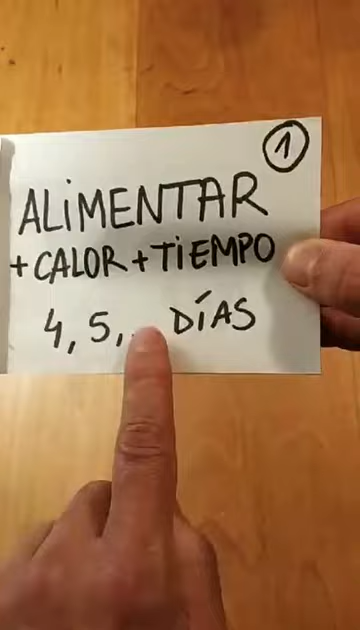 1
ALiMENTAR
+CALOR+TiEMPO
4, 5, DÍAS